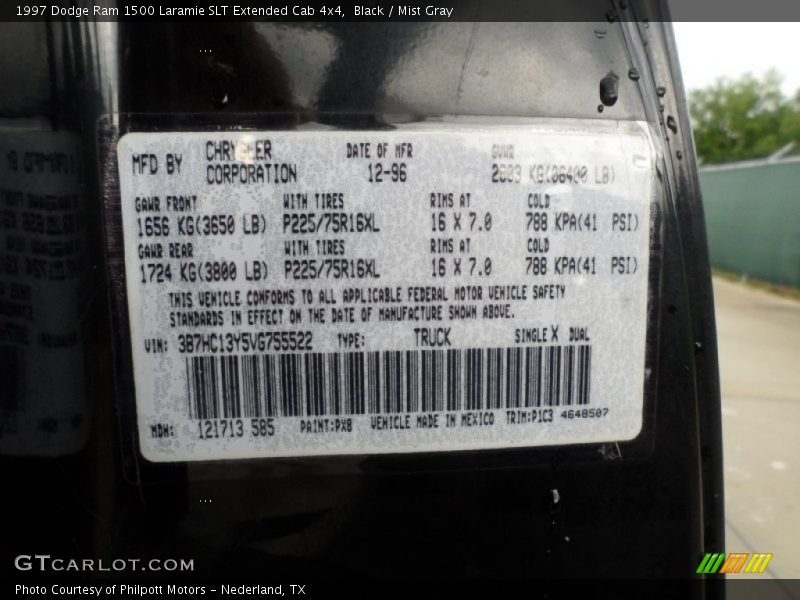 1997 Dodge Ram 1500 Laramie SLT Extended Cab 4x4, Black / Mist Gray
MFD BY CHRYSLER CORPORATION DATE OF MFR 12-96 GVWR 2903 KG(06400 LB)
GAWR FRONT WITH TIRES RIMS AT COLD
1656 KG(3650 LB) P225/75R16XL 16 X 7.0 788 KPA(41 PSI)
GAWR REAR WITH TIRES RIMS AT COLD
1724 KG(3800 LB) P225/75R16XL 16 X 7.0 788 KPA(41 PSI)
THIS VEHICLE CONFORMS TO ALL APPLICABLE FEDERAL MOTOR VEHICLE SAFETY
STANDARDS IN EFFECT ON THE DATE OF MANUFACTURE SHOWN ABOVE.
VIN: 3B7HC13Y5VG755522 TYPE: TRUCK SINGLE X DUAL
MDH: 121713 585 PAINT:PX8 VEHICLE MADE IN MEXICO TRIM:P1C3 4648507
GTCARLOT.COM
Photo Courtesy of Philpott Motors - Nederland, TX